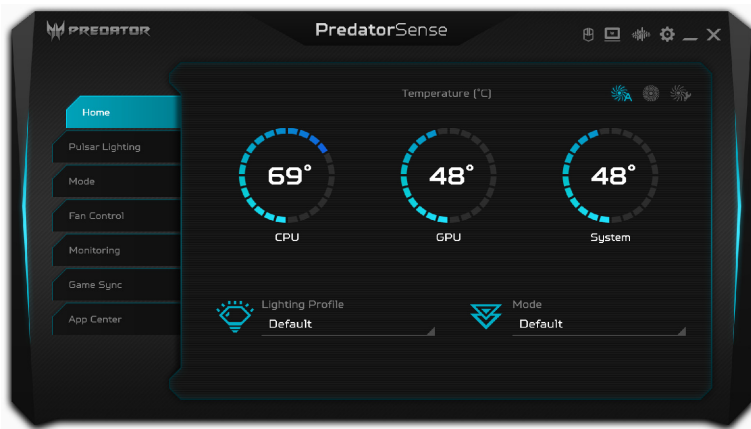 PREDATOR
PredatorSense
Temperature (°C)
A
Home
Pulsar Lighting
Mode
Fan Control
Monitoring
Game Sync
App Center
69°
48°
48°
CPU
GPU
System
Lighting Profile
Default
Mode
Default